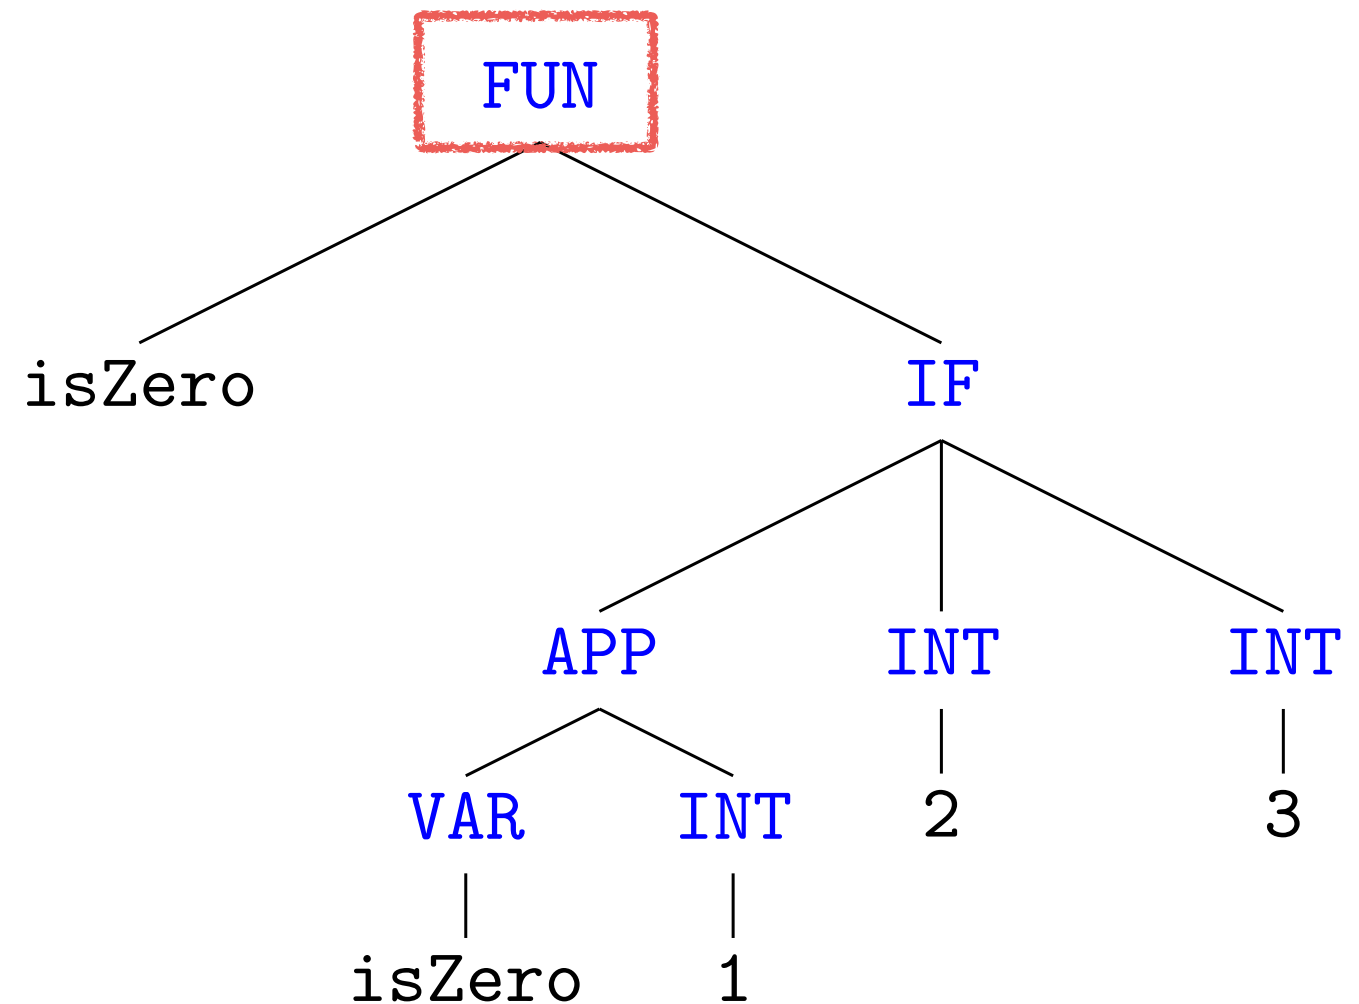 FUN
isZero IF
APP INT INT
VAR INT 2 3
isZero 1